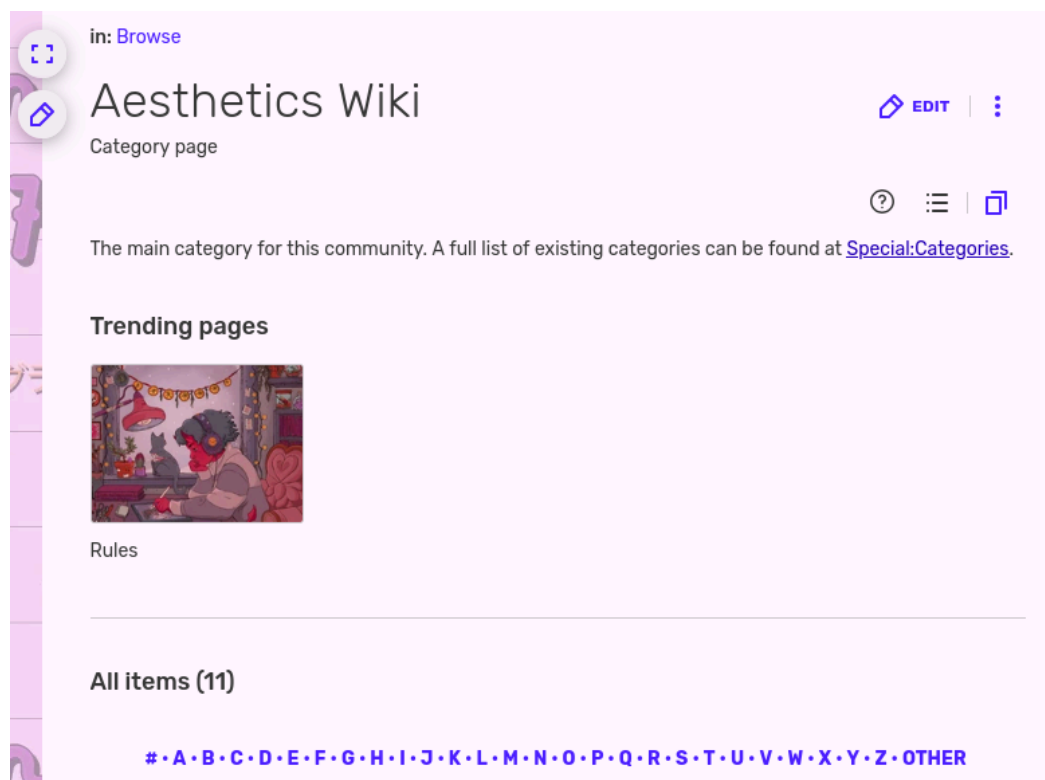 in: Browse
Aesthetics Wiki
EDIT
Category page
The main category for this community. A full list of existing categories can be found at Special:Categories.
Trending pages
Rules
All items (11)
# • A • B • C • D • E • F • G • H • I • J • K • L • M • N • O • P • Q • R • S • T • U • V • W • X • Y • Z • OTHER